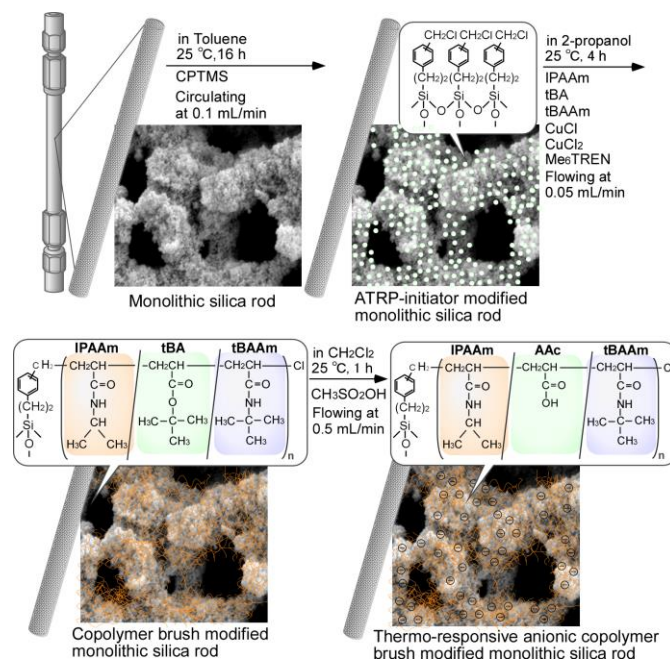 in Toluene
25 ℃,16 h
CPTMS
Circulating
at 0.1 mL/min
Monolithic silica rod
CH2Cl CH2Cl CH2Cl
(CH2)2(CH2)2(CH2)2
Si Si Si
O O
O O O
in 2-propanol
25 ℃, 4 h
IPAAm
tBA
tBAAm
CuCl
CuCl2
Me6TREN
Flowing at
0.05 mL/min
ATRP-initiator modified
monolithic silica rod
IPAAm tBA tBAAm
CH2 CH2CH CH2CH CH2CH Cl
C=O C=O C=O
(CH2)2 NH O NH
Si CH H3C-C-CH3 H3C-C-CH3
O H3C CH3 CH3 CH3
n
in CH2Cl2
25 ℃, 1 h
CH3SO2OH
Flowing at
0.5 mL/min
IPAAm AAc tBAAm
CH2CH CH2CH CH2CH
C=O C=O C=O
(CH2)2 NH OH NH
Si CH H3C-C-CH3
O H3C CH3 CH3
n
Copolymer brush modified
monolithic silica rod
Thermo-responsive anionic copolymer
brush modified monolithic silica rod